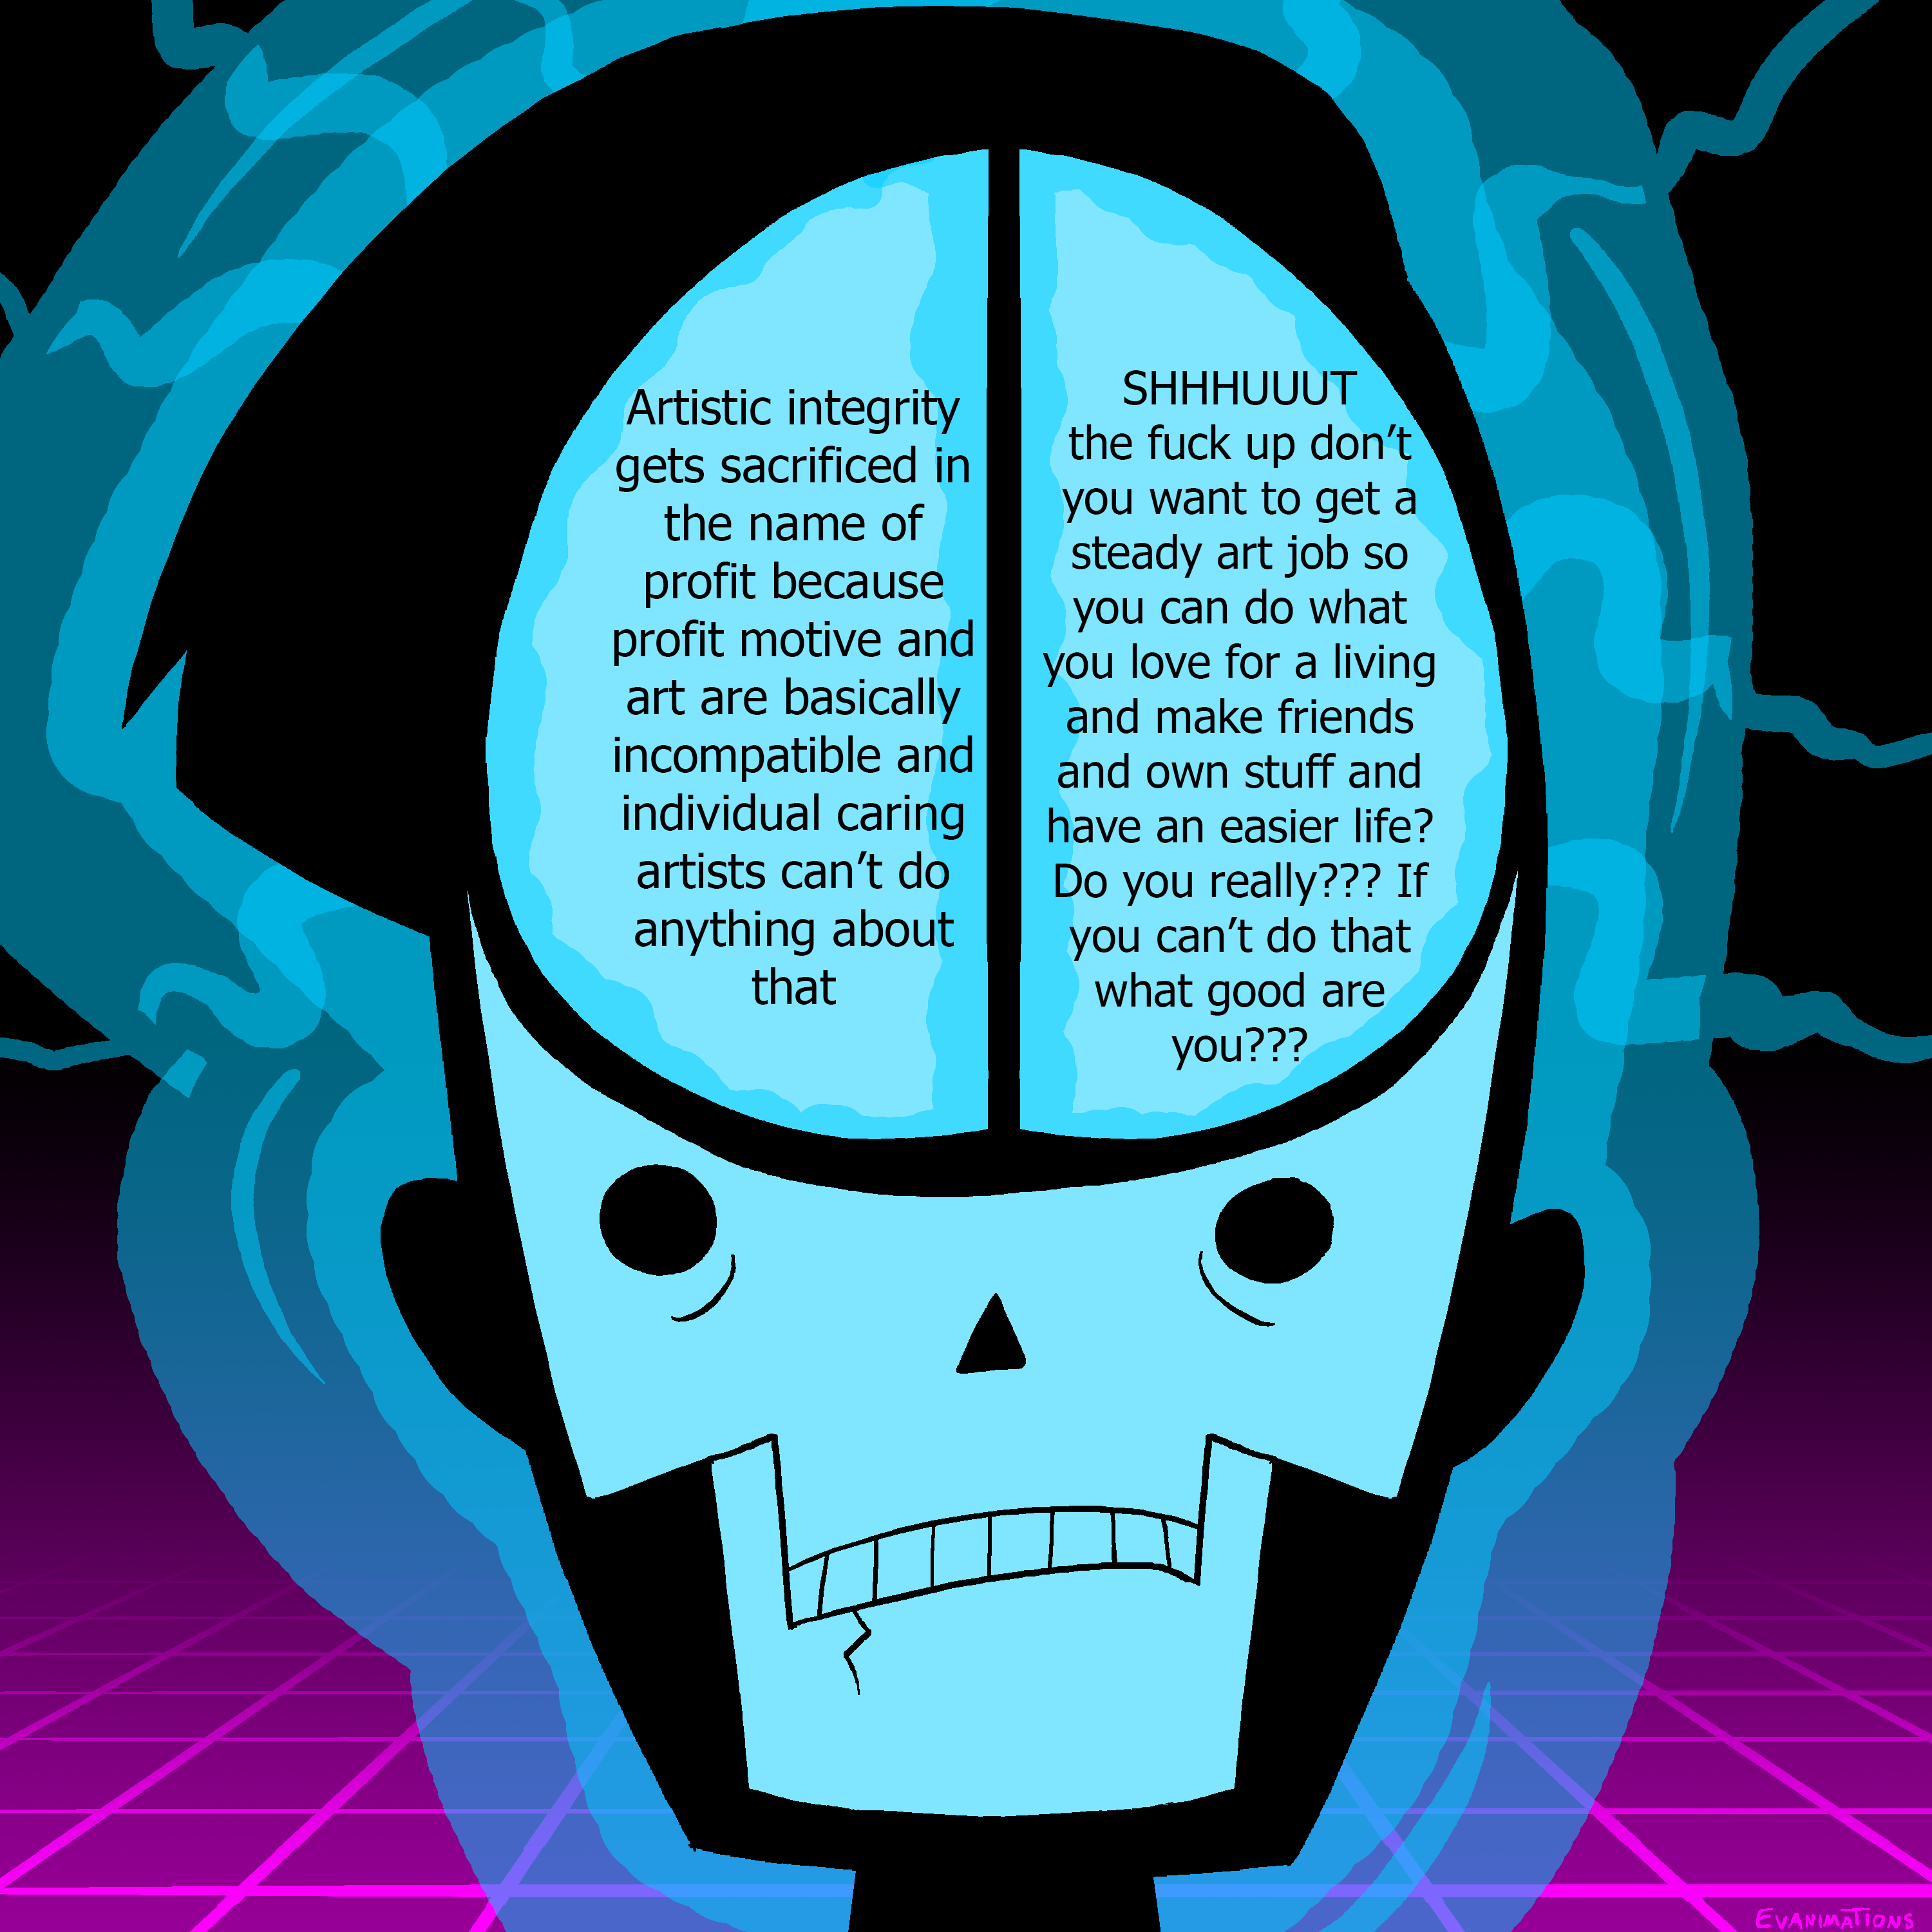 Artistic integrity
gets sacrificed in
the name of
profit because
profit motive and
art are basically
incompatible and
individual caring
artists can’t do
anything about
that
SHHHUUUT
the fuck up don’t
you want to get a
steady art job so
you can do what
you love for a living
and make friends
and own stuff and
have an easier life?
Do you really??? If
you can’t do that
what good are
you???
EVANIMATIONS